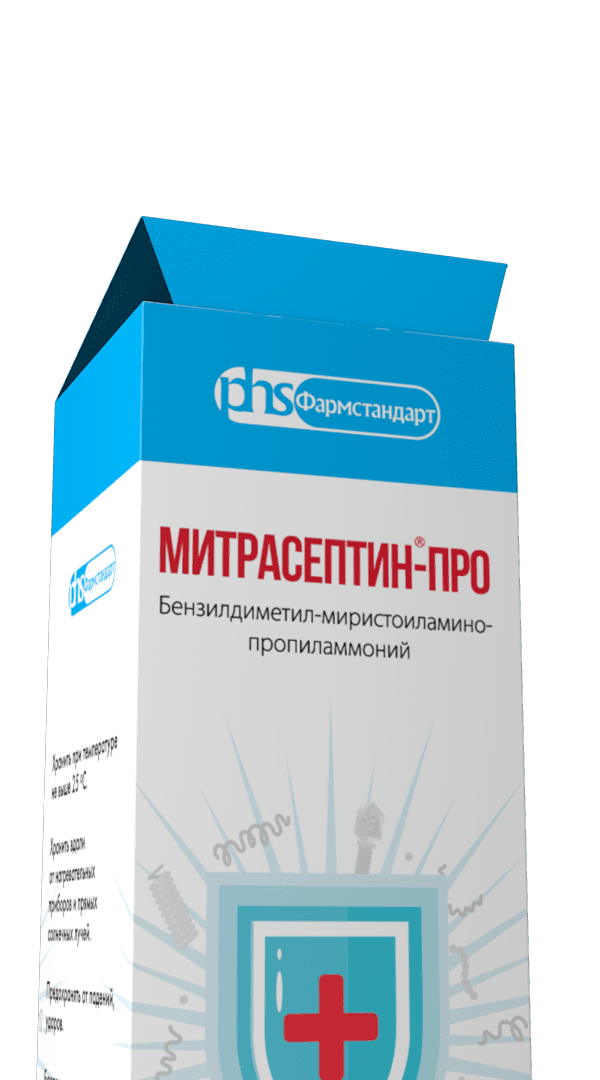 phs Фармстандарт
МИТРАСЕПТИН®-ПРО
Бензилдиметил-миристоиламино-
пропиламмоний
phs Фармстандарт
Хранить при температуре
не выше 25 °C
Хранить вдали
от нагревательных
приборов и прямых
солнечных лучей.
Предохранять от падений,
ударов.